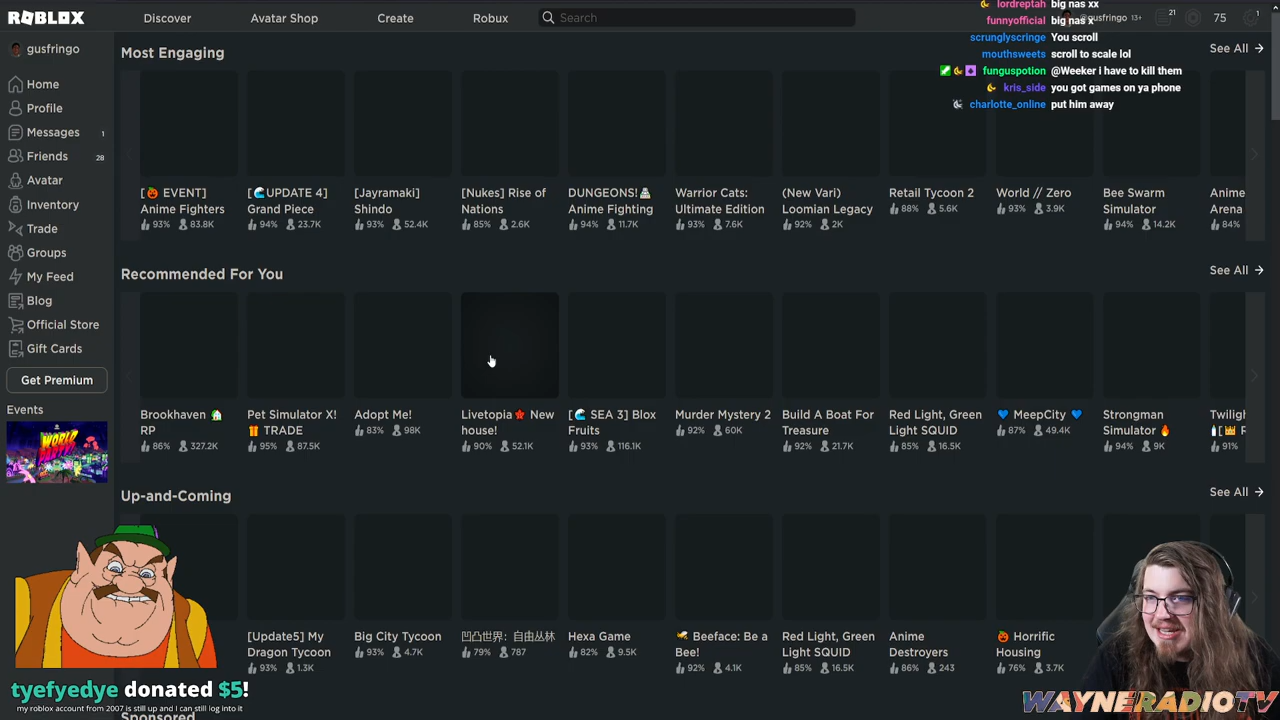 ROBLOX
Discover
Avatar Shop
Create
Robux
Search
gusfringo 13+
21
75
1
lordreptah big nas xx
funnyofficial big nas x
scrunglyscringe You scroll
mouthsweets scroll to scale lol
funguspotion @Weeker i have to kill them
kris_side you got games on ya phone
charlotte_online put him away
gusfringo
Home
Profile
Messages 1
Friends 28
Avatar
Inventory
Trade
Groups
My Feed
Blog
Official Store
Gift Cards
Get Premium
Events
WORLD PARTY
Most Engaging
See All →
[🎃 EVENT]
Anime Fighters
93% 83.8K
[🌊UPDATE 4]
Grand Piece
94% 23.7K
[Jayramaki]
Shindo
93% 52.4K
[Nukes] Rise of
Nations
85% 2.6K
DUNGEONS!
Anime Fighting
94% 11.7K
Warrior Cats:
Ultimate Edition
93% 7.6K
(New Vari)
Loomian Legacy
92% 2K
Retail Tycoon 2
88% 5.6K
World // Zero
93% 3.9K
Bee Swarm
Simulator
94% 14.2K
Anime
Arena
84%
Recommended For You
See All →
Brookhaven 🏡
RP
86% 327.2K
Pet Simulator X!
🎁 TRADE
95% 87.5K
Adopt Me!
83% 98K
Livetopia🌺 New
house!
90% 52.1K
[🌊 SEA 3] Blox
Fruits
93% 116.1K
Murder Mystery 2
92% 60K
Build A Boat For
Treasure
92% 21.7K
Red Light, Green
Light SQUID
85% 16.5K
💙 MeepCity 💙
87% 49.4K
Strongman
Simulator 🔥
94% 9K
Twilig
91%
Up-and-Coming
See All →
[Update5] My
Dragon Tycoon
93% 1.3K
Big City Tycoon
93% 4.7K
凹凸世界：自由丛林
79% 787
Hexa Game
82% 9.5K
🐝 Beeface: Be a
Bee!
92% 4.1K
Red Light, Green
Light SQUID
85% 16.5K
Anime
Destroyers
86% 243
🎃 Horrific
Housing
76% 3.7K
Sponsored
tyefyedye donated $5!
my roblox account from 2007 is still up and I can still log into it
WAYNERADIOTV